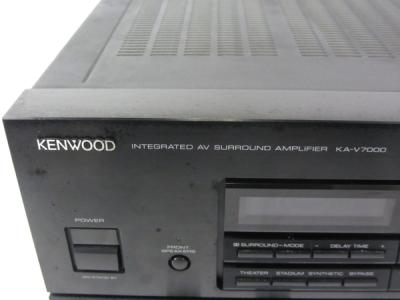 KENWOOD INTEGRATED AV SURROUND AMPLIFIER KA-V7000
POWER
FRONT
SPEAKERS
SURROUND-MODE - DELAY TIME +
THEATER STADIUM SYNTHETIC BYPASS